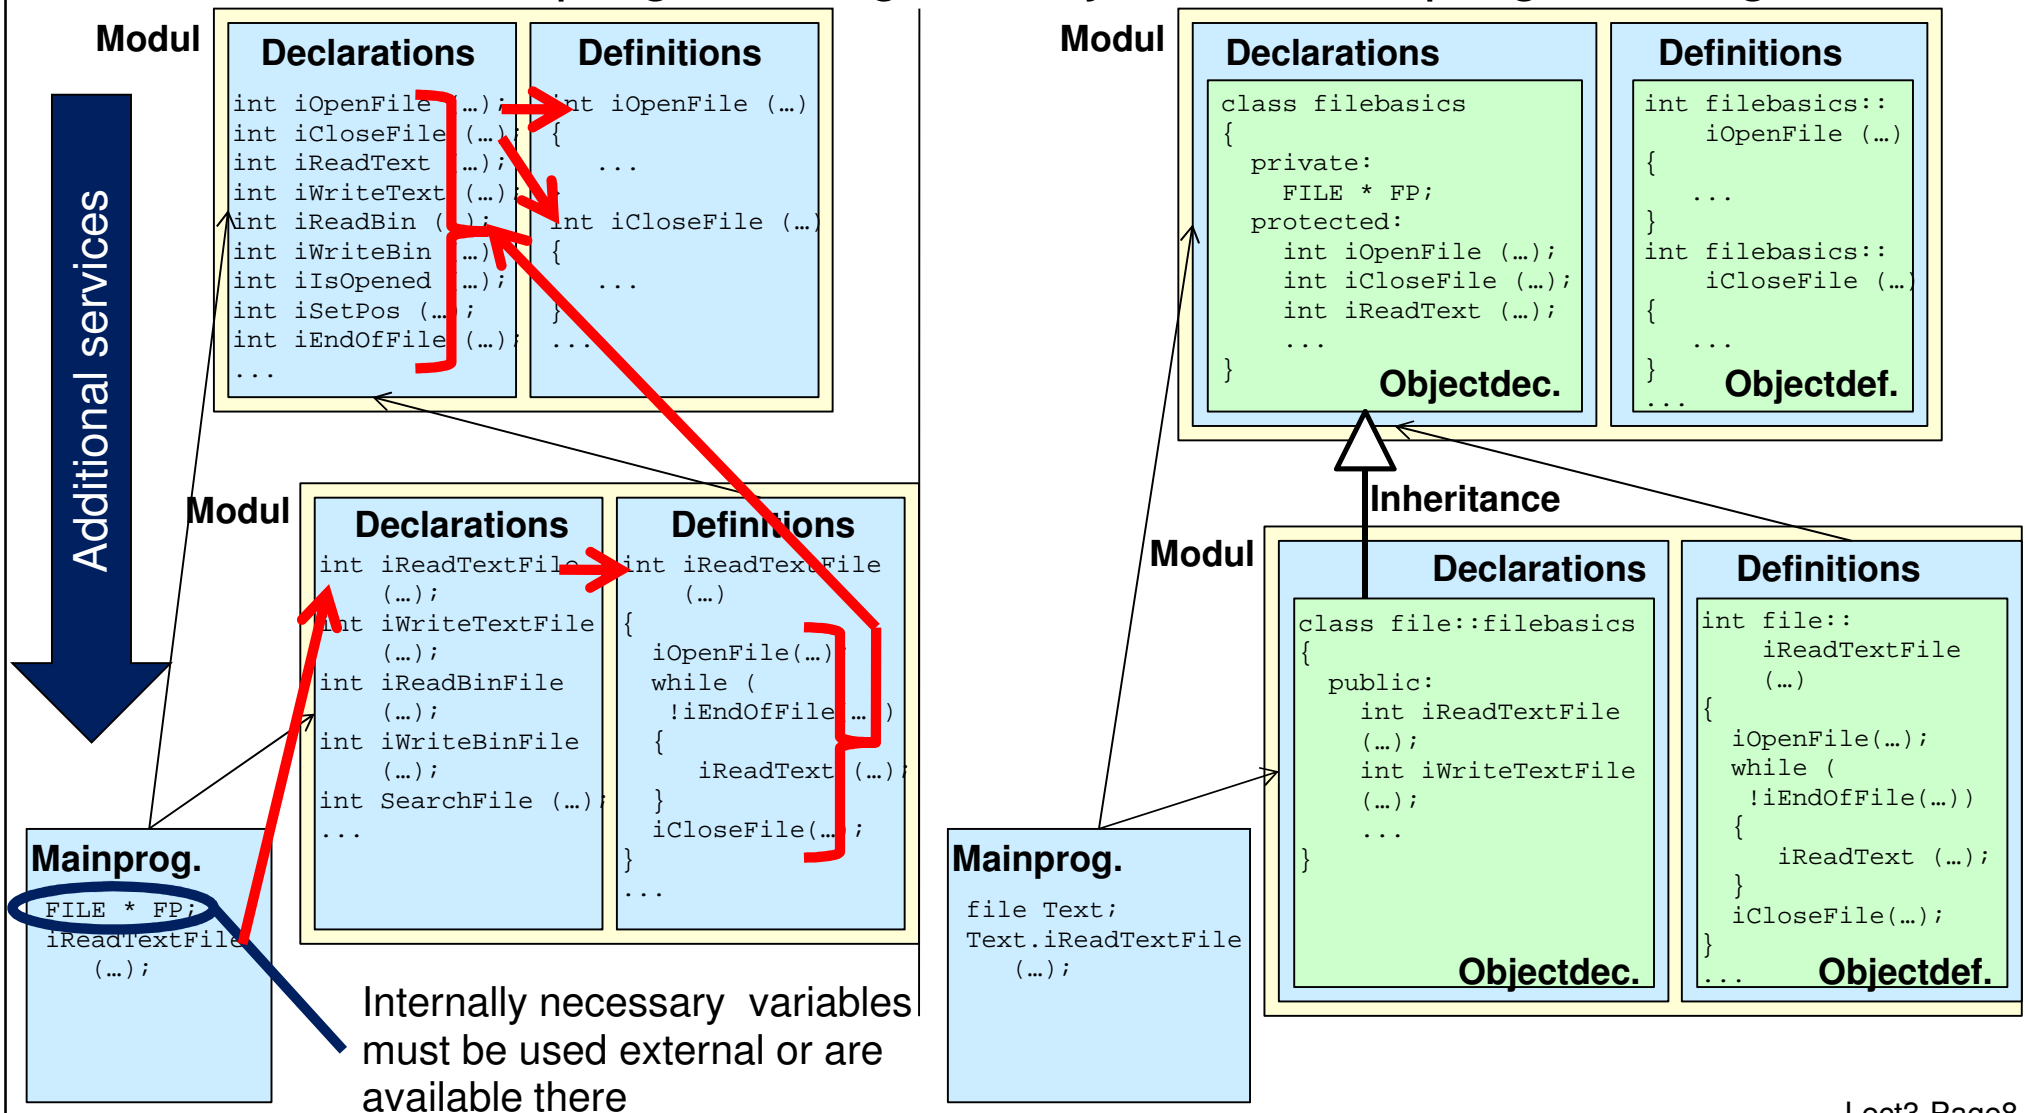 Modul
Declarations
int iOpenFile (…);
int iCloseFile (…);
int iReadText (…);
int iWriteText (…);
int iReadBin (…);
int iWriteBin (…)
int iIsOpened (…);
int iSetPos (…);
int iEndOfFile (…);
...
Definitions
int iOpenFile (…)
{
...
}
int iCloseFile (…)
{
...
}
...
Additional services
Modul
Declarations
int iReadTextFile
(…);
int iWriteTextFile
(…);
int iReadBinFile
(…);
int iWriteBinFile
(…);
int SearchFile (…);
...
Definitions
int iReadTextFile
(…)
{
iOpenFile(…);
while (
!iEndOfFile(…))
{
iReadText (…);
}
iCloseFile(…);
}
...
Mainprog.
FILE * FP;
iReadTextFile
(…);
Internally necessary variables
must be used external or are
available there
Modul
Declarations
class filebasics
{
private:
FILE * FP;
protected:
int iOpenFile (…);
int iCloseFile (…);
int iReadText (…);
...
}
Objectdec.
Definitions
int filebasics::
iOpenFile (…)
{
...
}
int filebasics::
iCloseFile (…)
{
...
}
...
Objectdef.
Inheritance
Modul
Declarations
class file::filebasics
{
public:
int iReadTextFile
(…);
int iWriteTextFile
(…);
...
}
Objectdec.
Definitions
int file::
iReadTextFile
(…)
{
iOpenFile(…);
while (
!iEndOfFile(…))
{
iReadText (…);
}
iCloseFile(…);
}
...
Objectdef.
Mainprog.
file Text;
Text.iReadTextFile
(…);